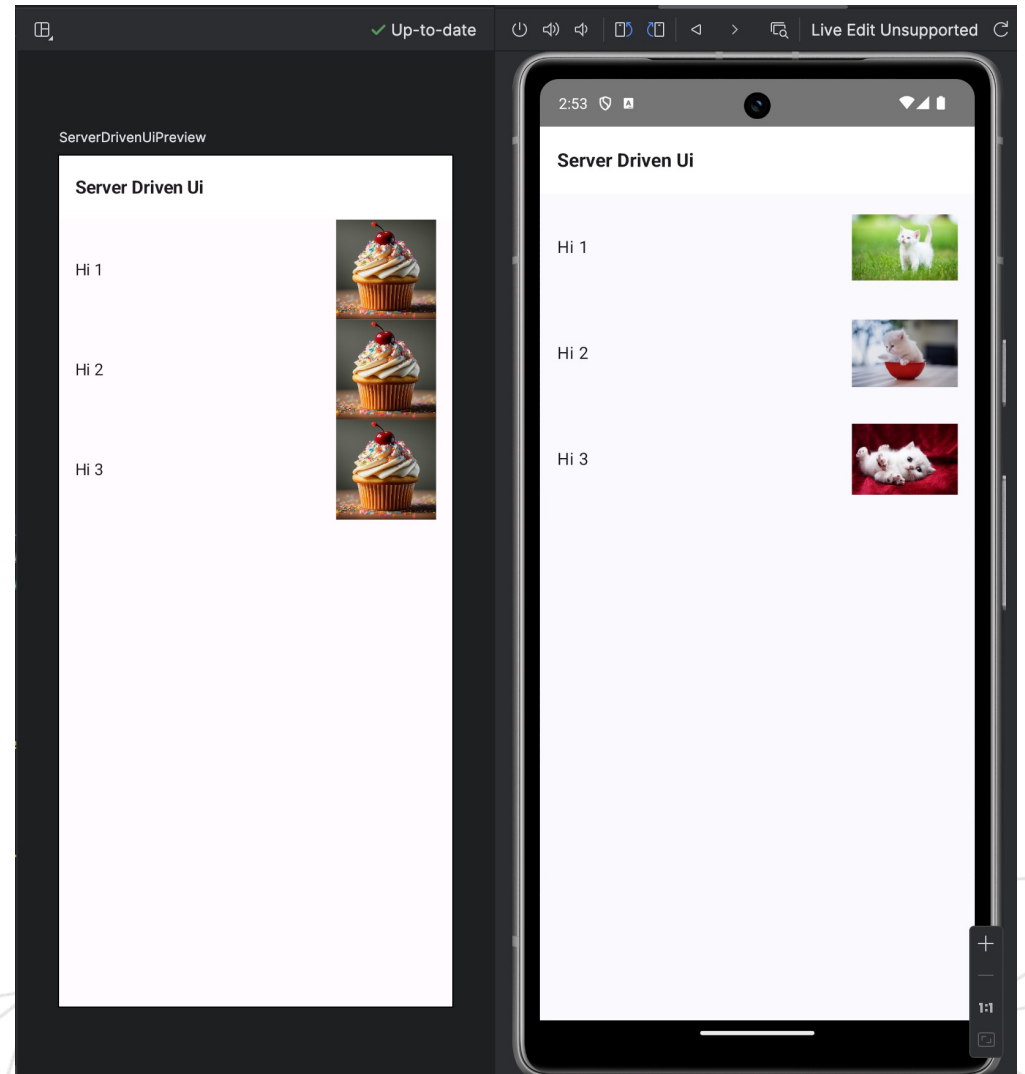 Up-to-date
Live Edit Unsupported
ServerDrivenUiPreview
Server Driven Ui
Hi 1
Hi 2
Hi 3
2:53
A
Server Driven Ui
Hi 1
Hi 2
Hi 3
1:1